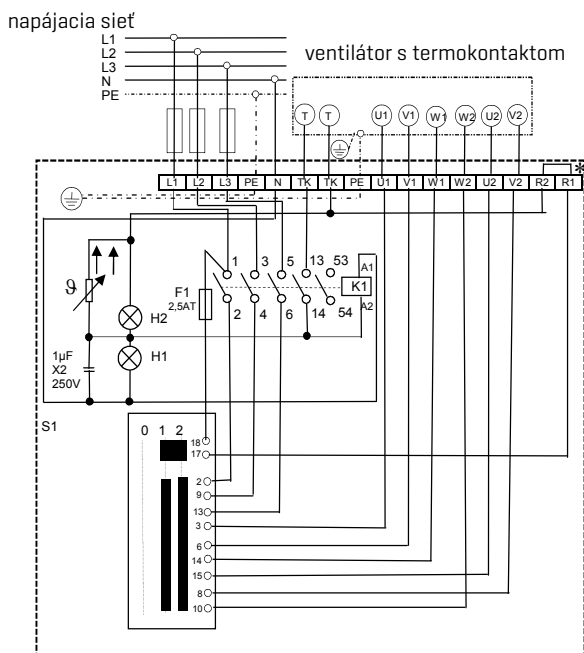 napájacia sieť
L1
L2
L3
N
PE
ventilátor s termokontaktom
T T U1 V1 W1 W2 U2 V2
*
L1 L2 L3 PE N TK TK PE U1 V1 W1 W2 U2 V2 R2 R1
1 3 5 13 53
A1
K1
A2
F1
2,5AT
2 4 6 14 54
ϑ
H2
H1
1µF
X2
250V
S1
0 1 2
18
17
2
9
13
3
6
14
15
8
10